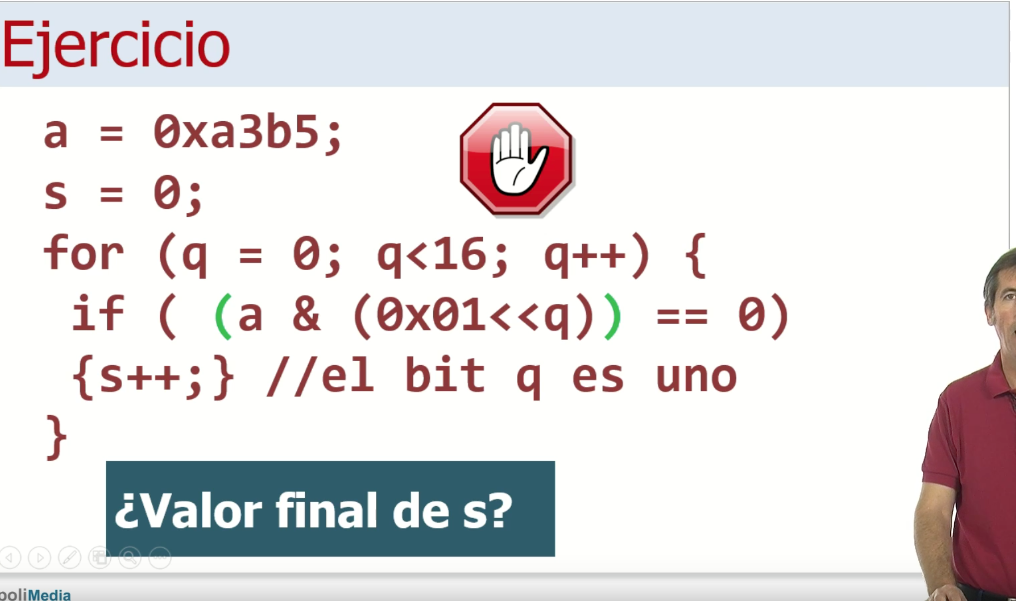 Ejercicio
a = 0xa3b5;
s = 0;
for (q = 0; q<16; q++) {
if ( (a & (0x01<<q)) == 0)
{s++;} //el bit q es uno
}
¿Valor final de s?
poliMedia